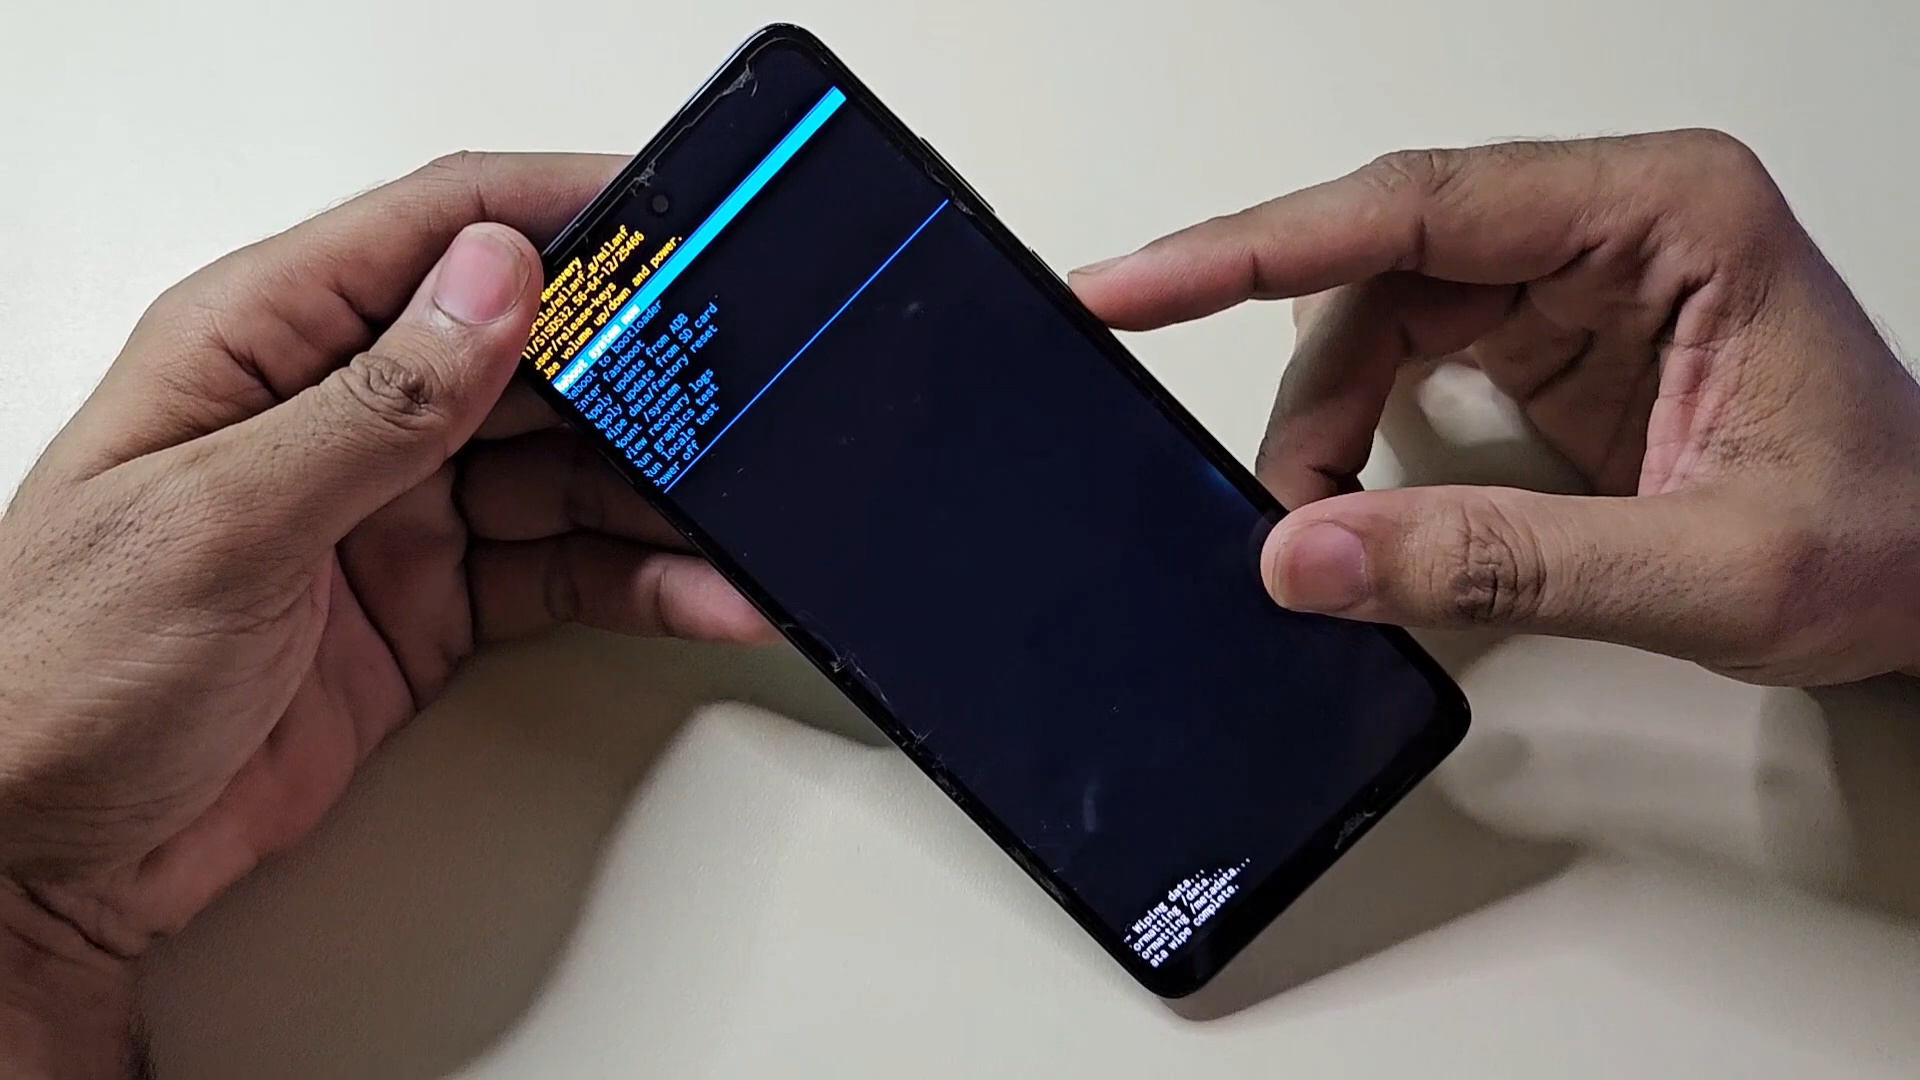 Recovery
rola/milanf_g/milanf
11/S1SDS32.56-64-12/25466
user/release-keys
Use volume up/down and power.
Reboot system now
Reboot to bootloader
Enter fastboot
Apply update from ADB
Apply update from SD card
Wipe data/factory reset
Mount /system
View recovery logs
Run graphics test
Run locale test
Power off
-- Wiping data...
ormatting /data...
ormatting /metadata...
ata wipe complete.